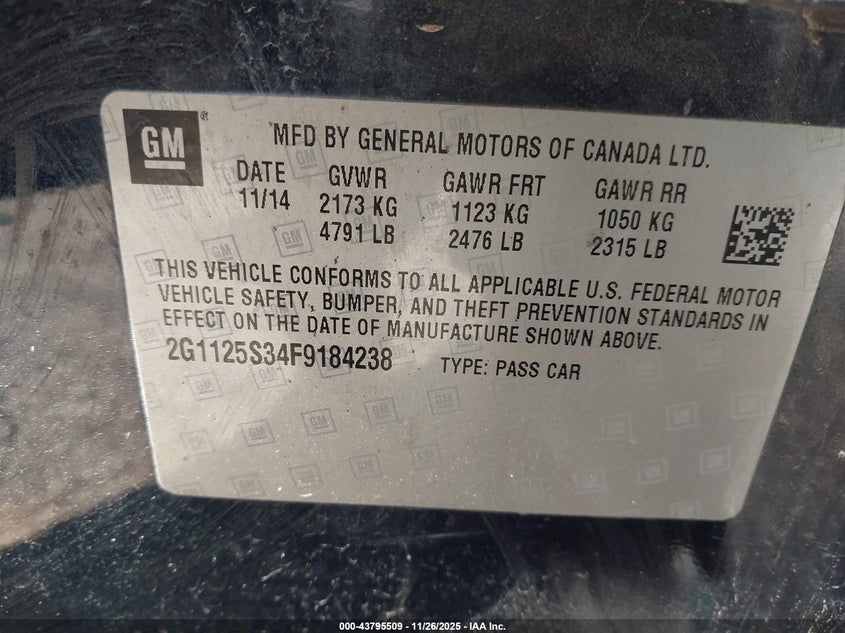 GM ®
MFD BY GENERAL MOTORS OF CANADA LTD.
DATE GVWR GAWR FRT GAWR RR
11/14 2173 KG 1123 KG 1050 KG
4791 LB 2476 LB 2315 LB
THIS VEHICLE CONFORMS TO ALL APPLICABLE U.S. FEDERAL MOTOR
VEHICLE SAFETY, BUMPER, AND THEFT PREVENTION STANDARDS IN
EFFECT ON THE DATE OF MANUFACTURE SHOWN ABOVE.
2G1125S34F9184238 TYPE: PASS CAR
000-43795509 - 11/26/2025 - IAA Inc.